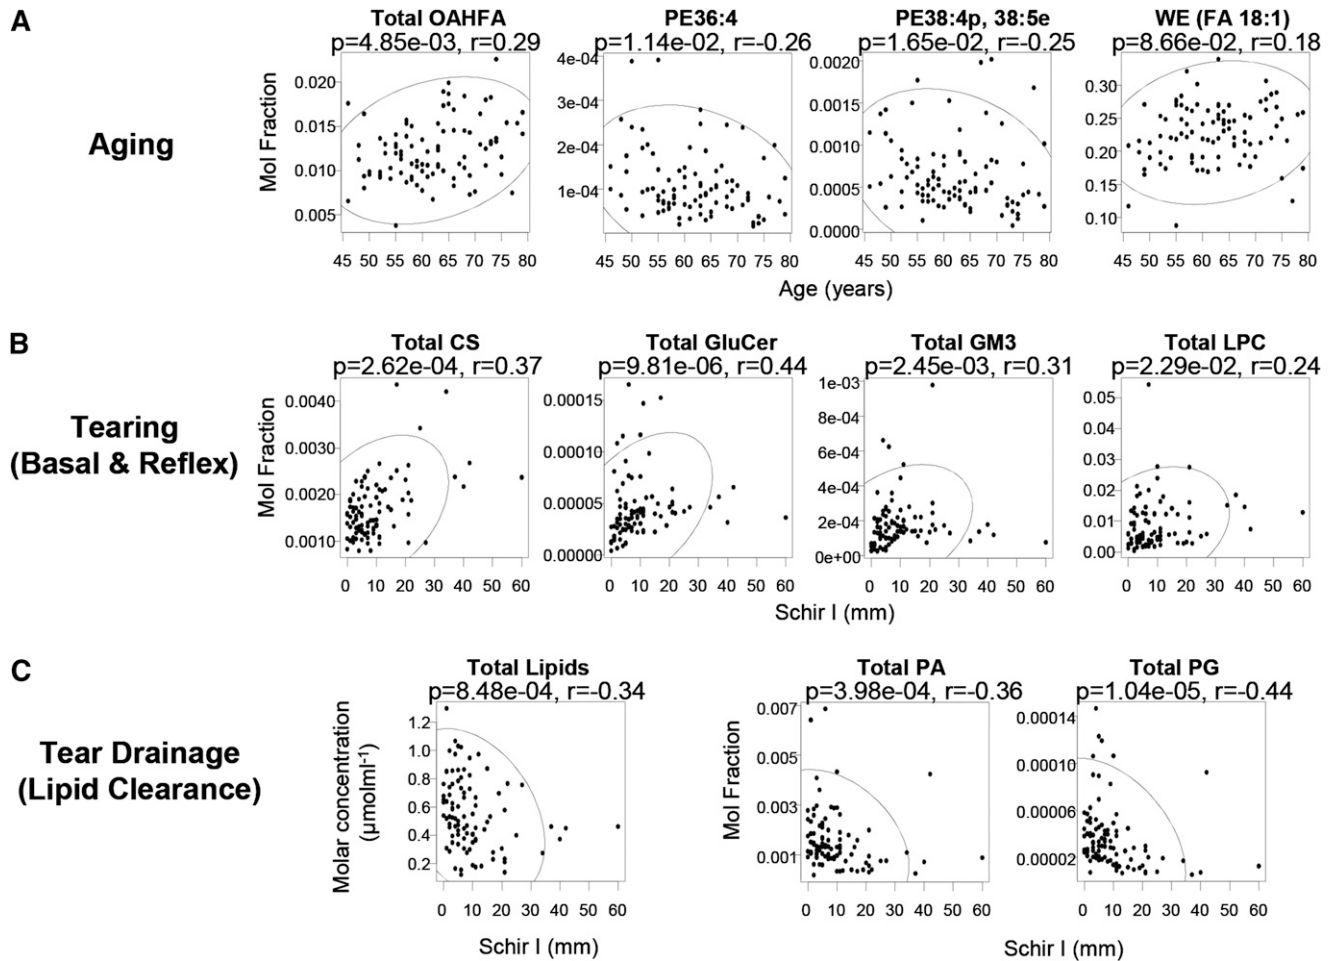 A
Total OAHFA PE36:4 PE38:4p, 38:5e WE (FA 18:1)
p=4.85e-03, r=0.29 p=1.14e-02, r=-0.26 p=1.65e-02, r=-0.25 p=8.66e-02, r=0.18
Aging
Mol Fraction
0.020
0.015
0.010
0.005
4e-04
3e-04
2e-04
1e-04
0.0020
0.0015
0.0010
0.0005
0.0000
0.30
0.25
0.20
0.15
0.10
45 50 55 60 65 70 75 80 45 50 55 60 65 70 75 80 45 50 55 60 65 70 75 80 45 50 55 60 65 70 75 80
Age (years)
B
Total CS Total GluCer Total GM3 Total LPC
p=2.62e-04, r=0.37 p=9.81e-06, r=0.44 p=2.45e-03, r=0.31 p=2.29e-02, r=0.24
Tearing
(Basal & Reflex)
Mol Fraction
0.0040
0.0030
0.0020
0.0010
0.00015
0.00010
0.00005
0.00000
1e-03
8e-04
6e-04
4e-04
2e-04
0e+00
0.05
0.04
0.03
0.02
0.01
0.00
0 10 20 30 40 50 60 0 10 20 30 40 50 60 0 10 20 30 40 50 60 0 10 20 30 40 50 60
Schir I (mm)
C
Total Lipids Total PA Total PG
p=8.48e-04, r=-0.34 p=3.98e-04, r=-0.36 p=1.04e-05, r=-0.44
Tear Drainage
(Lipid Clearance)
Molar concentration
(µmolml-1)
1.2
1.0
0.8
0.6
0.4
0.2
Mol Fraction
0.007
0.005
0.003
0.001
0.00014
0.00010
0.00006
0.00002
0 10 20 30 40 50 60 0 10 20 30 40 50 60 0 10 20 30 40 50 60
Schir I (mm) Schir I (mm)